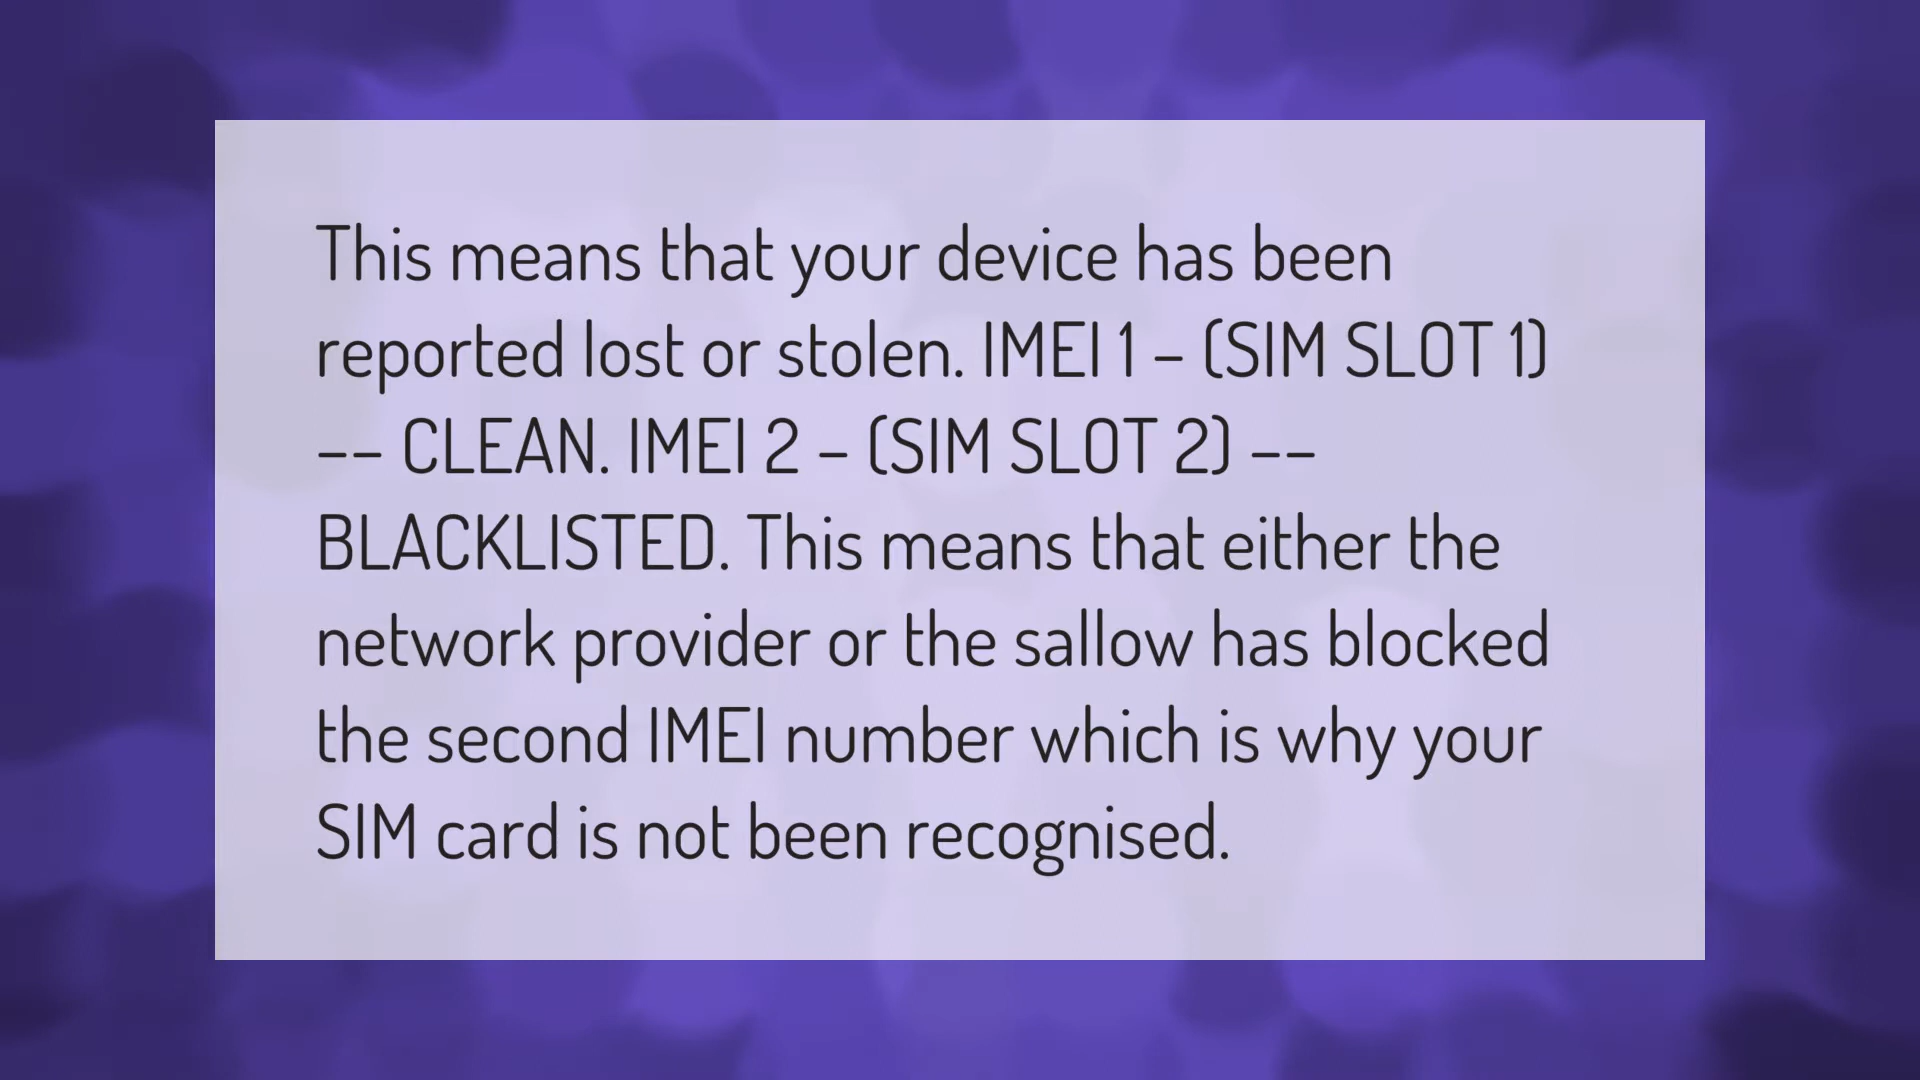 This means that your device has been
reported lost or stolen. IMEI 1 – (SIM SLOT 1)
–– CLEAN. IMEI 2 – (SIM SLOT 2) ––
BLACKLISTED. This means that either the
network provider or the sallow has blocked
the second IMEI number which is why your
SIM card is not been recognised.